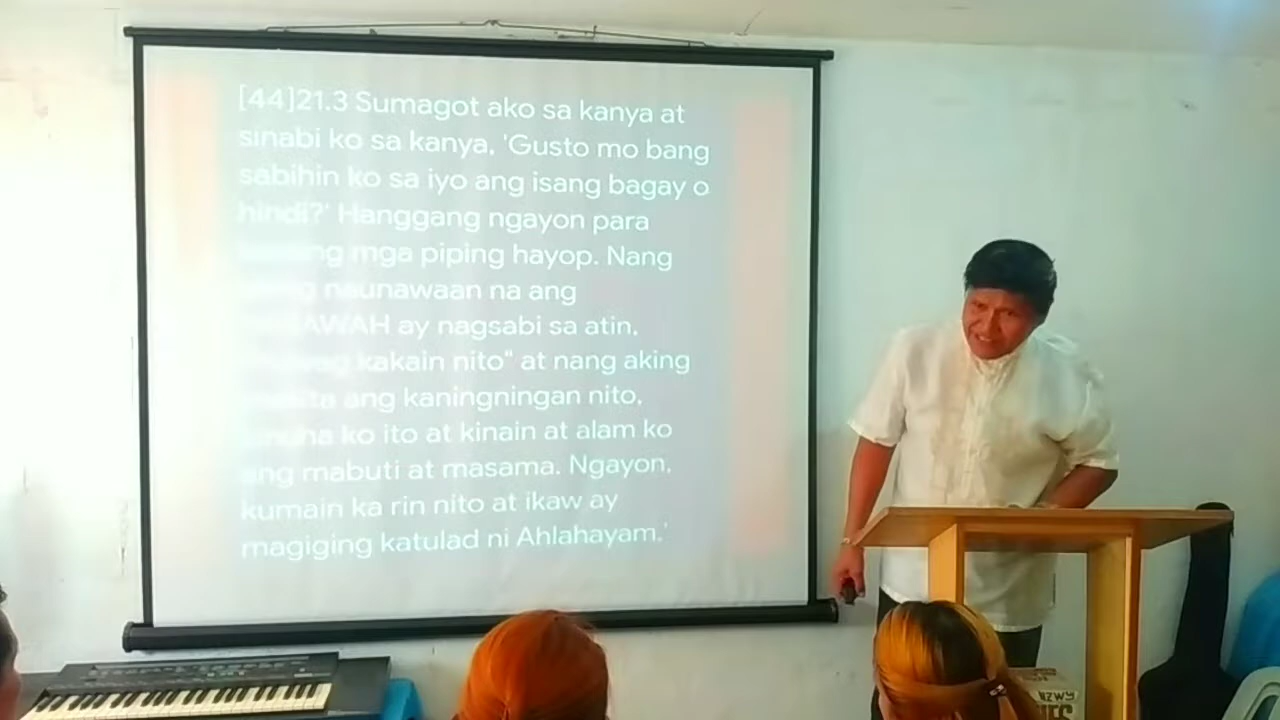 [44]21.3 Sumagot ako sa kanya at
sinabi ko sa kanya, 'Gusto mo bang
sabihin ko sa iyo ang isang bagay o
hindi?' Hanggang ngayon para
mga piping hayop. Nang
naunawaan na ang
AWAH ay nagsabi sa atin,
kakain nito" at nang aking
ang kaningningan nito,
ko ito at kinain at alam ko
ang mabuti at masama. Ngayon,
kumain ka rin nito at ikaw ay
magiging katulad ni Ahlahayam.'